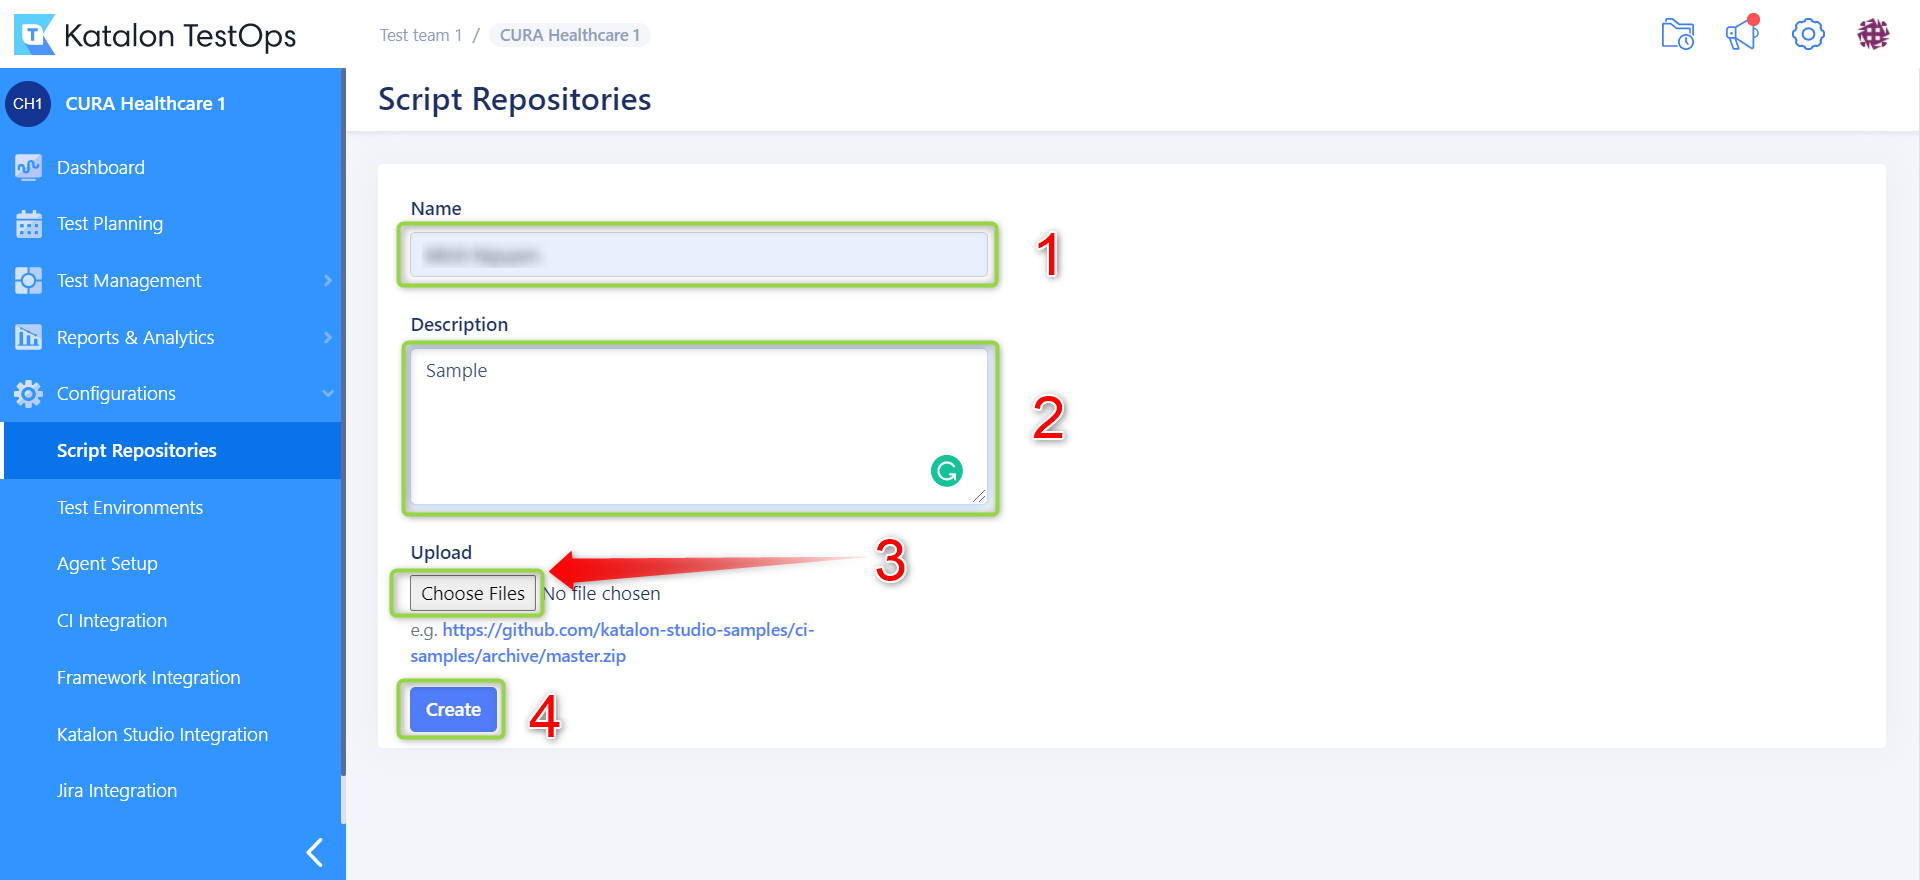 Katalon TestOps
Test team 1 / CURA Healthcare 1
CH1 CURA Healthcare 1
Dashboard
Test Planning
Test Management
Reports & Analytics
Configurations
Script Repositories
Test Environments
Agent Setup
CI Integration
Framework Integration
Katalon Studio Integration
Jira Integration
Script Repositories
Name
1
Description
Sample
2
Upload
3
Choose Files No file chosen
e.g. https://github.com/katalon-studio-samples/ci-
samples/archive/master.zip
Create
4